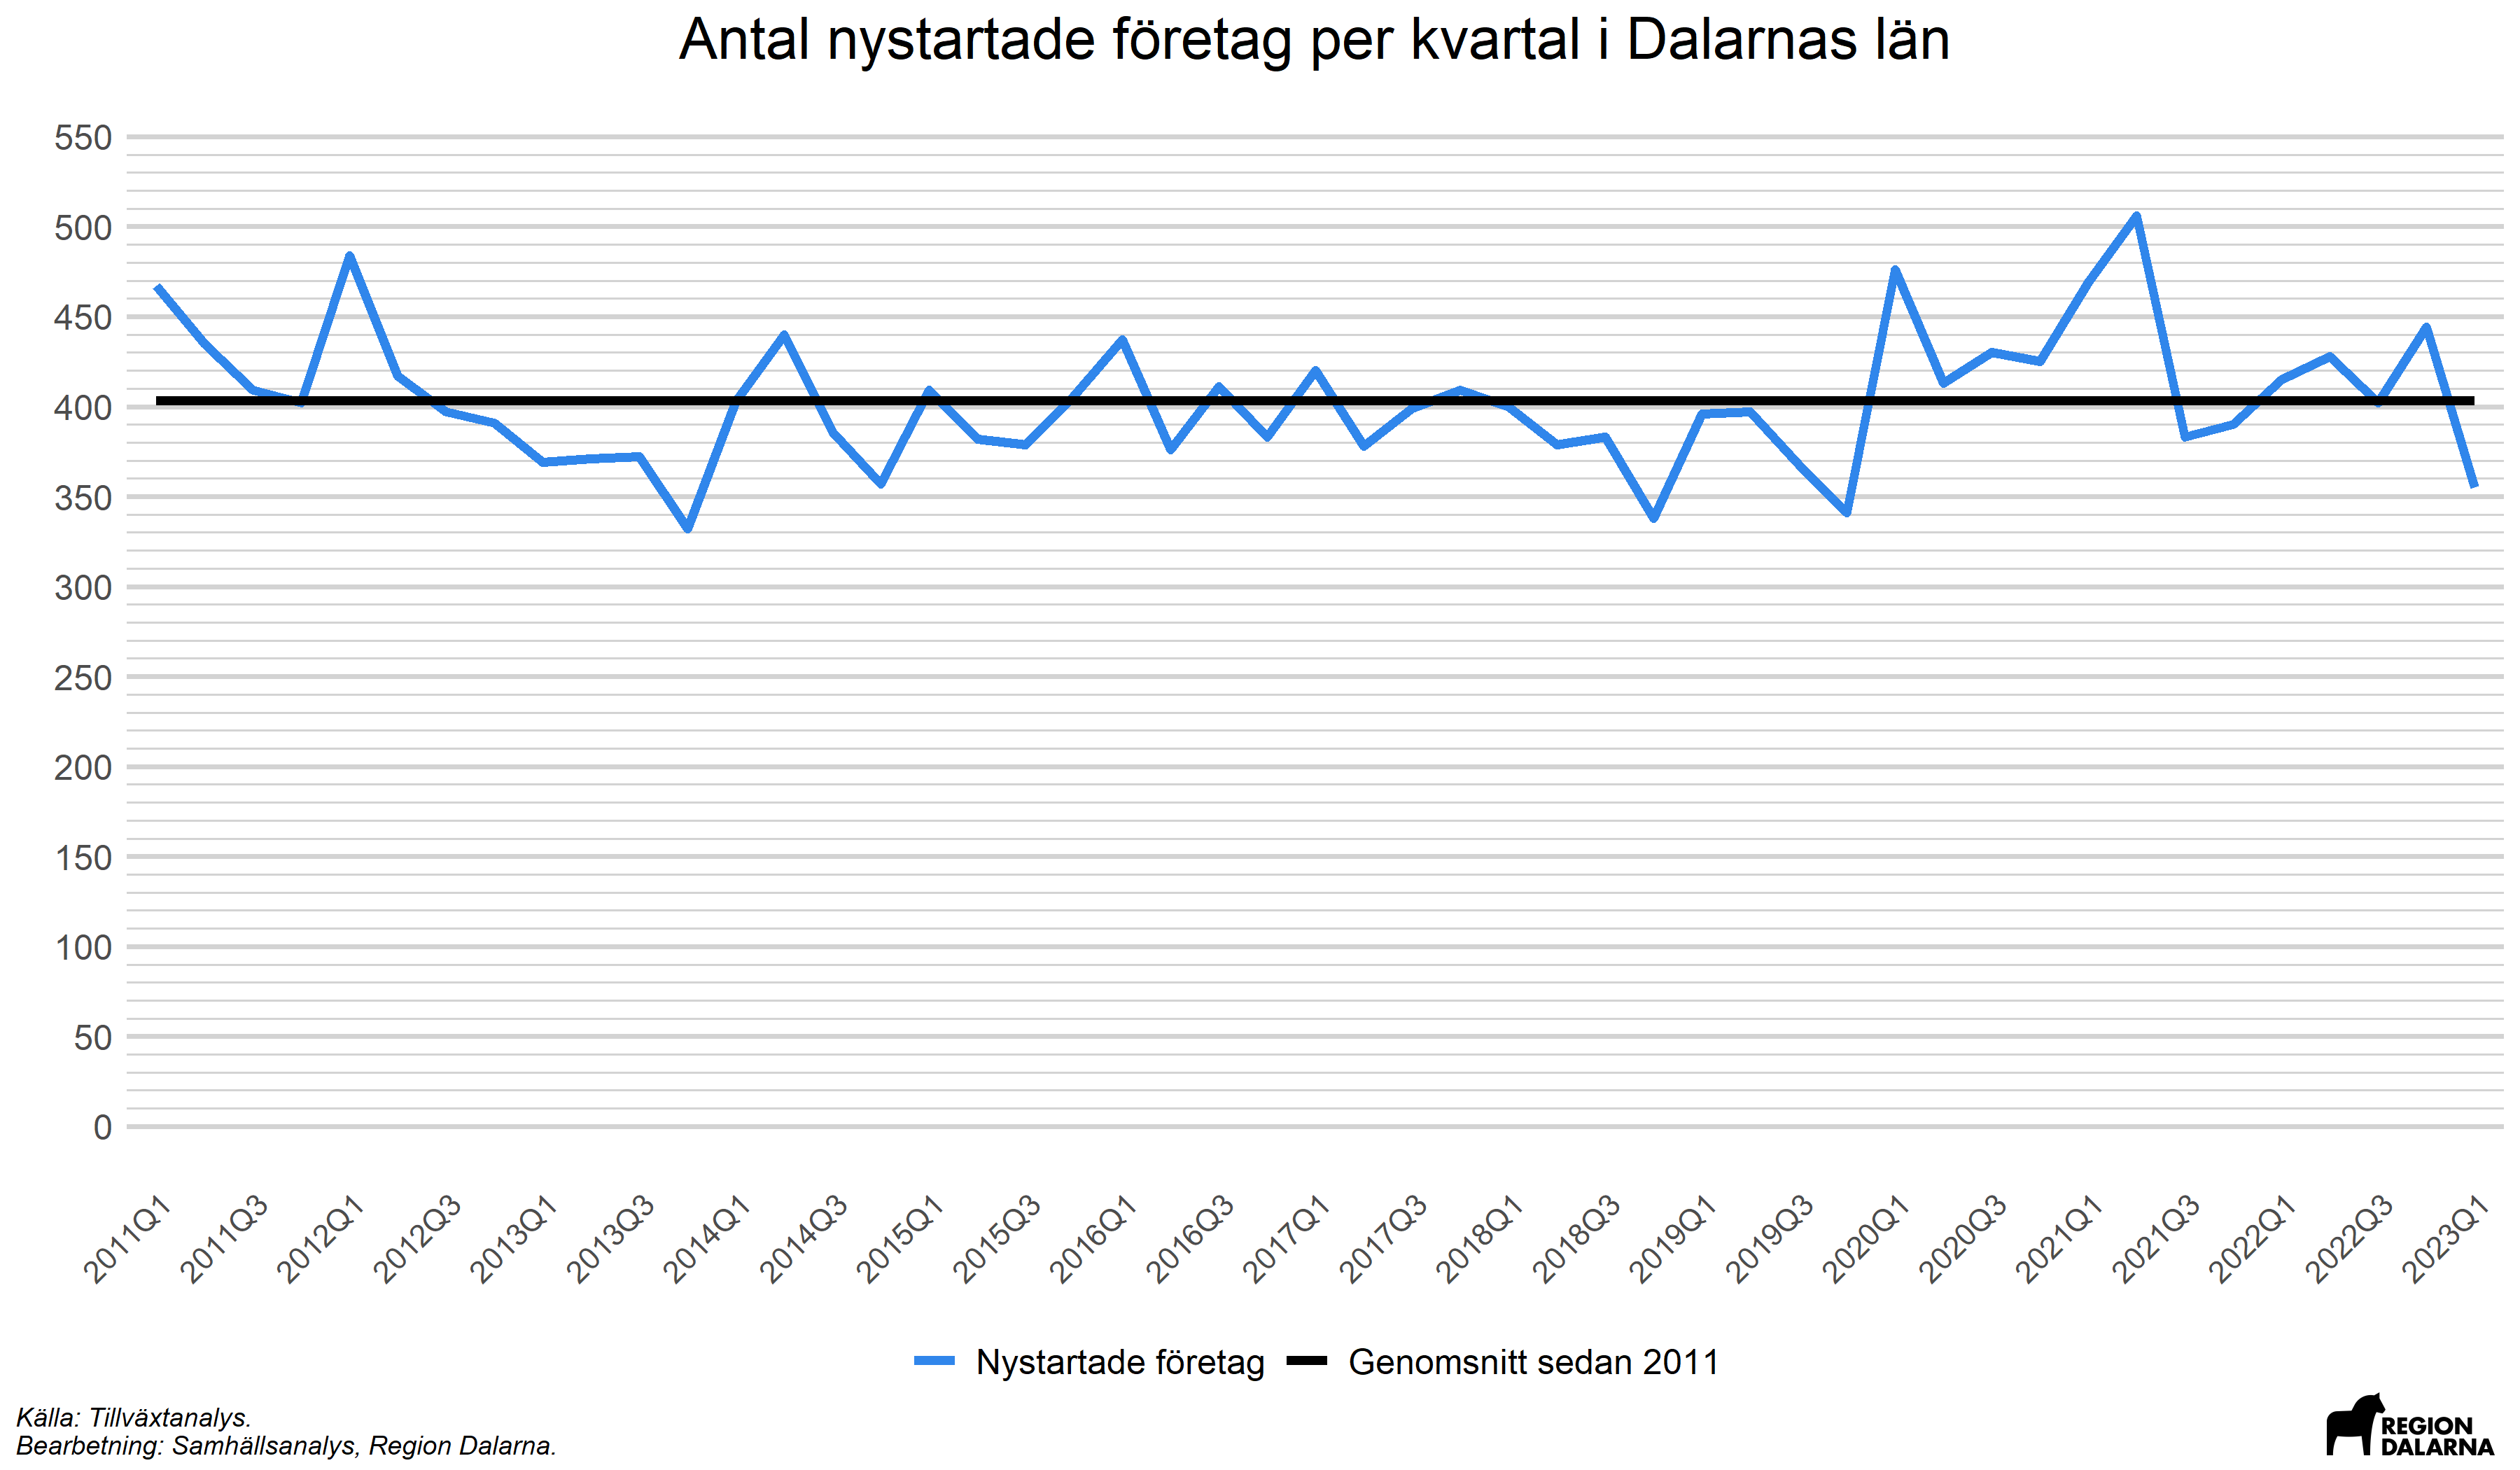 Antal nystartade företag per kvartal i Dalarnas län
550
500
450
400
350
300
250
200
150
100
50
0
2011Q1
2011Q3
2012Q1
2012Q3
2013Q1
2013Q3
2014Q1
2014Q3
2015Q1
2015Q3
2016Q1
2016Q3
2017Q1
2017Q3
2018Q1
2018Q3
2019Q1
2019Q3
2020Q1
2020Q3
2021Q1
2021Q3
2022Q1
2022Q3
2023Q1
Nystartade företag
Genomsnitt sedan 2011
Källa: Tillväxtanalys.
Bearbetning: Samhällsanalys, Region Dalarna.
REGION
DALARNA